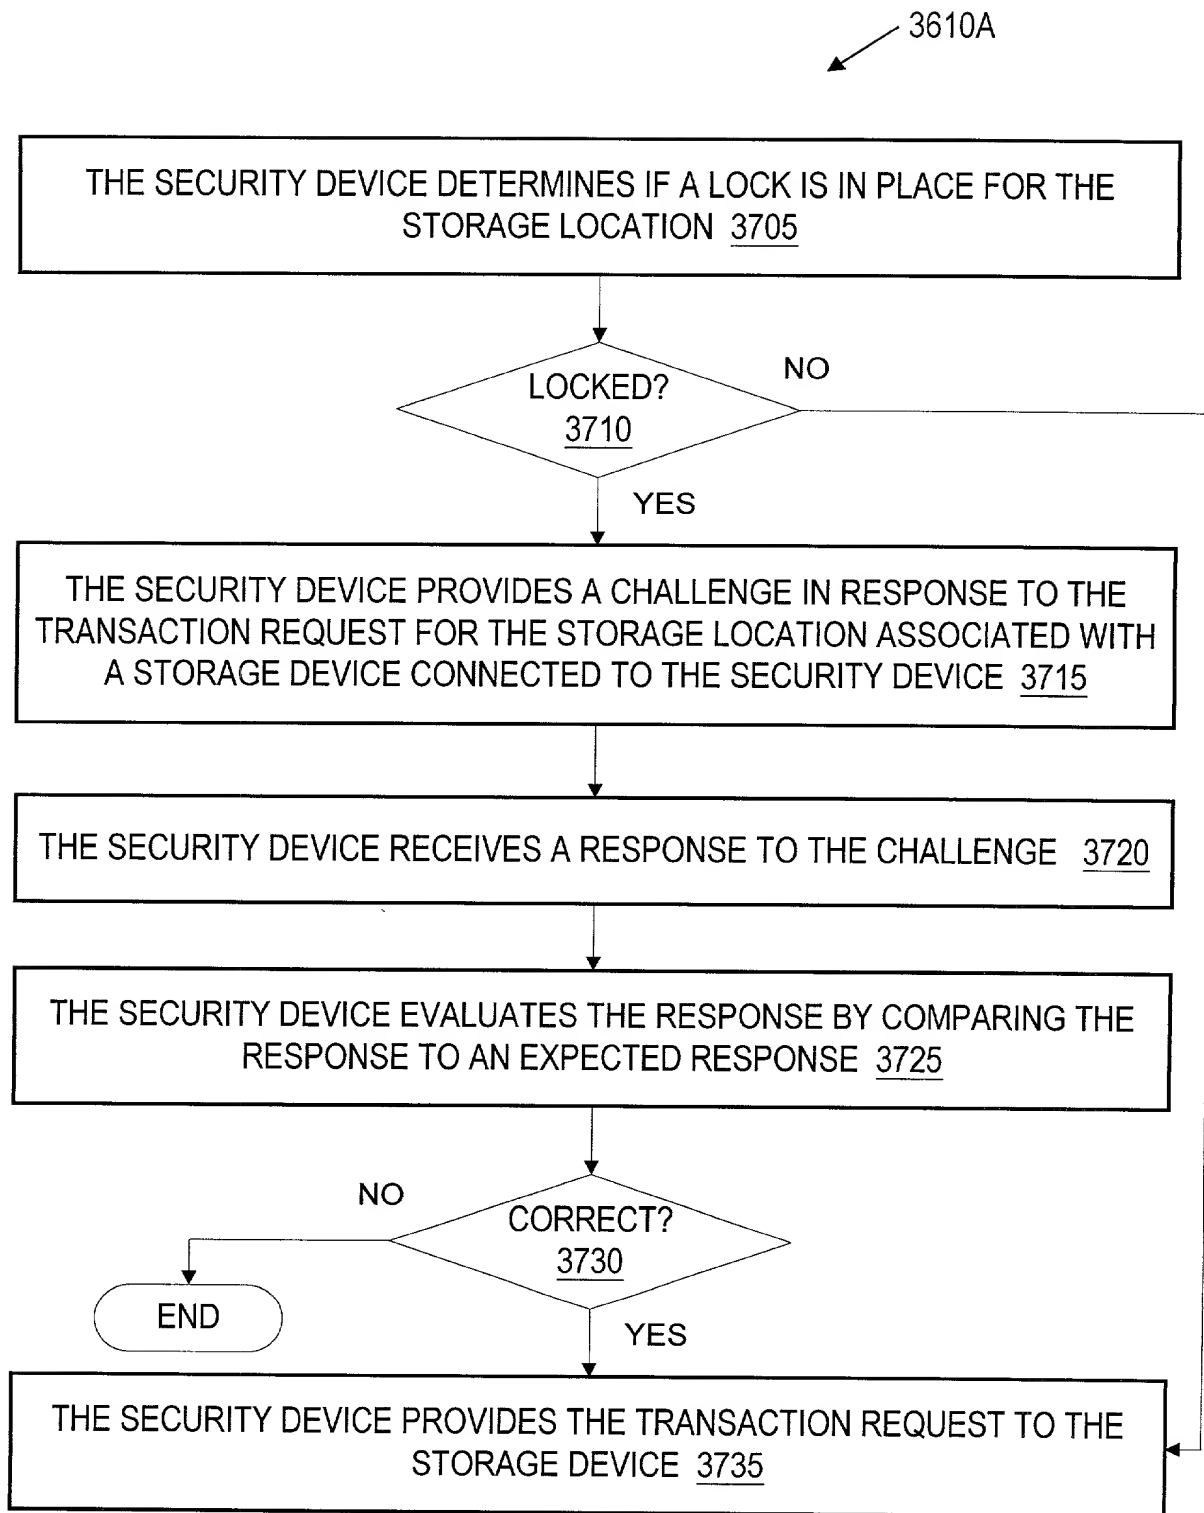 3610A
THE SECURITY DEVICE DETERMINES IF A LOCK IS IN PLACE FOR THE
STORAGE LOCATION 3705
NO
LOCKED?
3710
YES
THE SECURITY DEVICE PROVIDES A CHALLENGE IN RESPONSE TO THE
TRANSACTION REQUEST FOR THE STORAGE LOCATION ASSOCIATED WITH
A STORAGE DEVICE CONNECTED TO THE SECURITY DEVICE 3715
THE SECURITY DEVICE RECEIVES A RESPONSE TO THE CHALLENGE 3720
THE SECURITY DEVICE EVALUATES THE RESPONSE BY COMPARING THE
RESPONSE TO AN EXPECTED RESPONSE 3725
NO
CORRECT?
3730
END
YES
THE SECURITY DEVICE PROVIDES THE TRANSACTION REQUEST TO THE
STORAGE DEVICE 3735